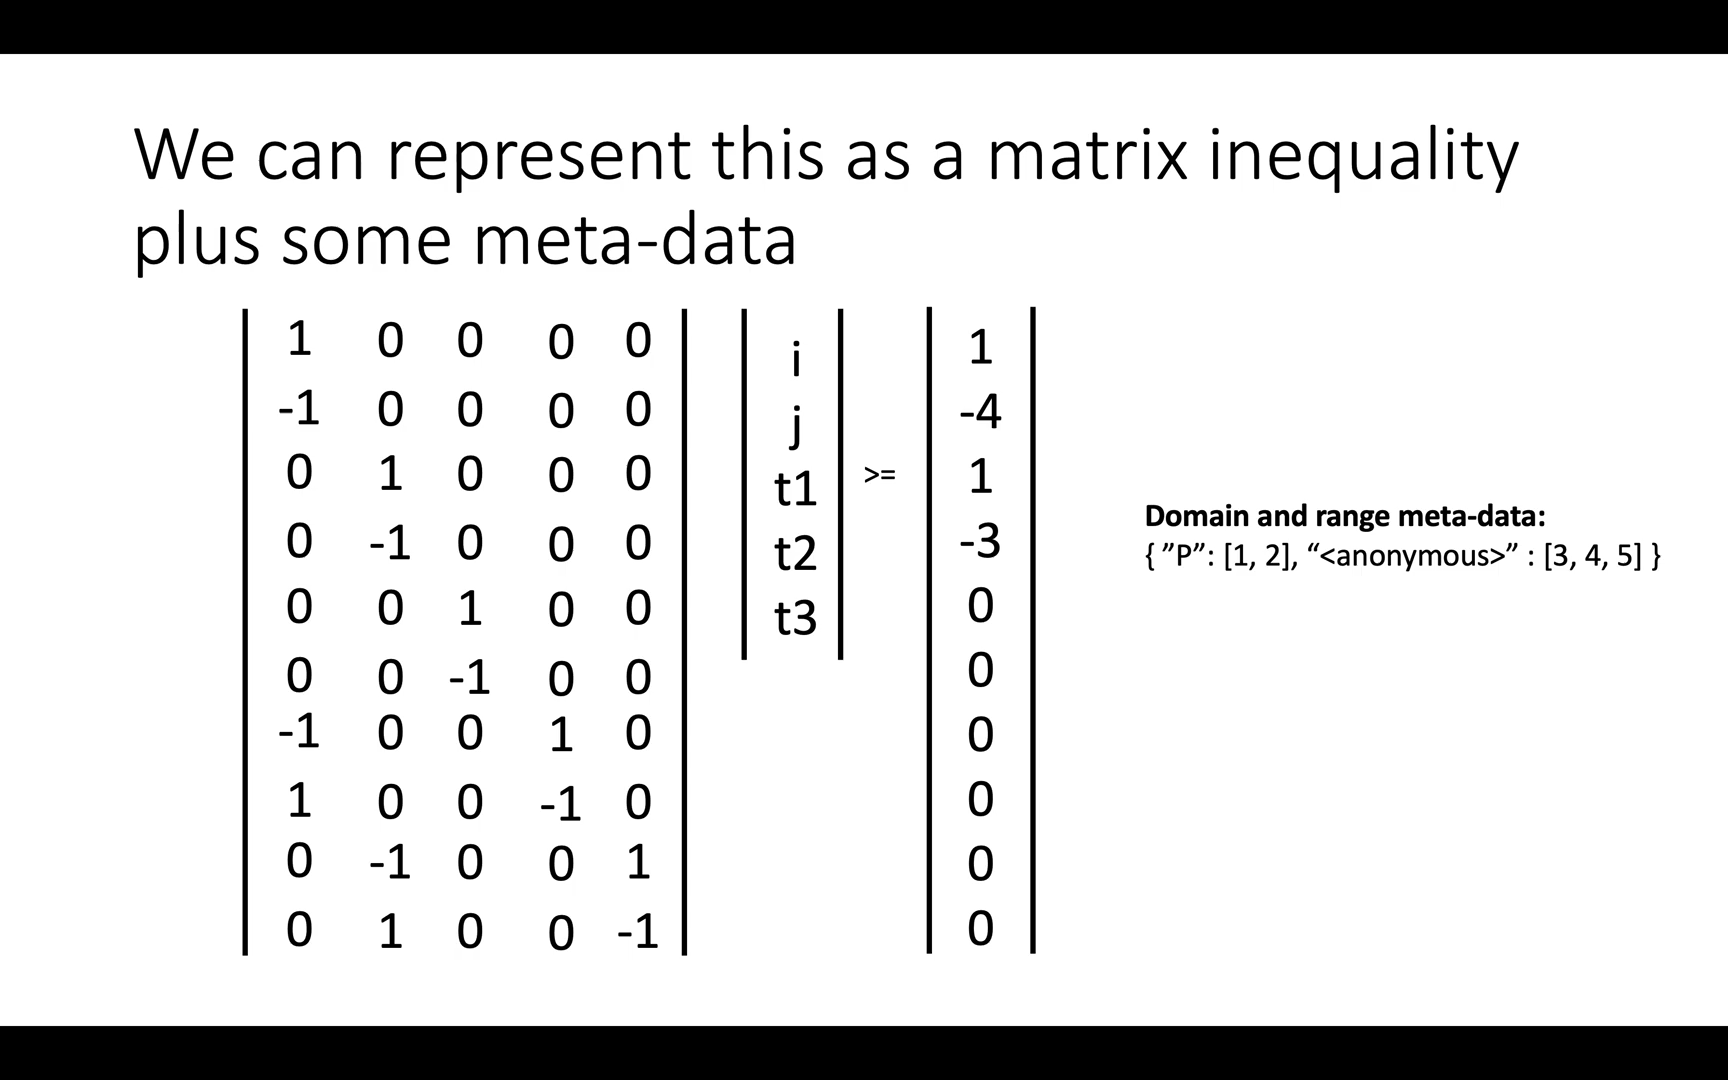 We can represent this as a matrix inequality
plus some meta-data
1 0 0 0 0
-1 0 0 0 0
0 1 0 0 0
0 -1 0 0 0
0 0 1 0 0
0 0 -1 0 0
-1 0 0 1 0
1 0 0 -1 0
0 -1 0 0 1
0 1 0 0 -1
i
j
t1
t2
t3
>=
1
-4
1
-3
0
0
0
0
0
0
Domain and range meta-data:
{ ”P”: [1, 2], “<anonymous>” : [3, 4, 5] }